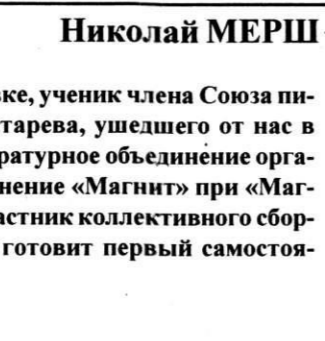 Николай МЕРШ
вке, ученик члена Союза пи-
тарева, ушедшего от нас в
ратурное объединение орга-
нение «Магнит» при «Маг-
астник коллективного сбор-
готовит первый самостоя-